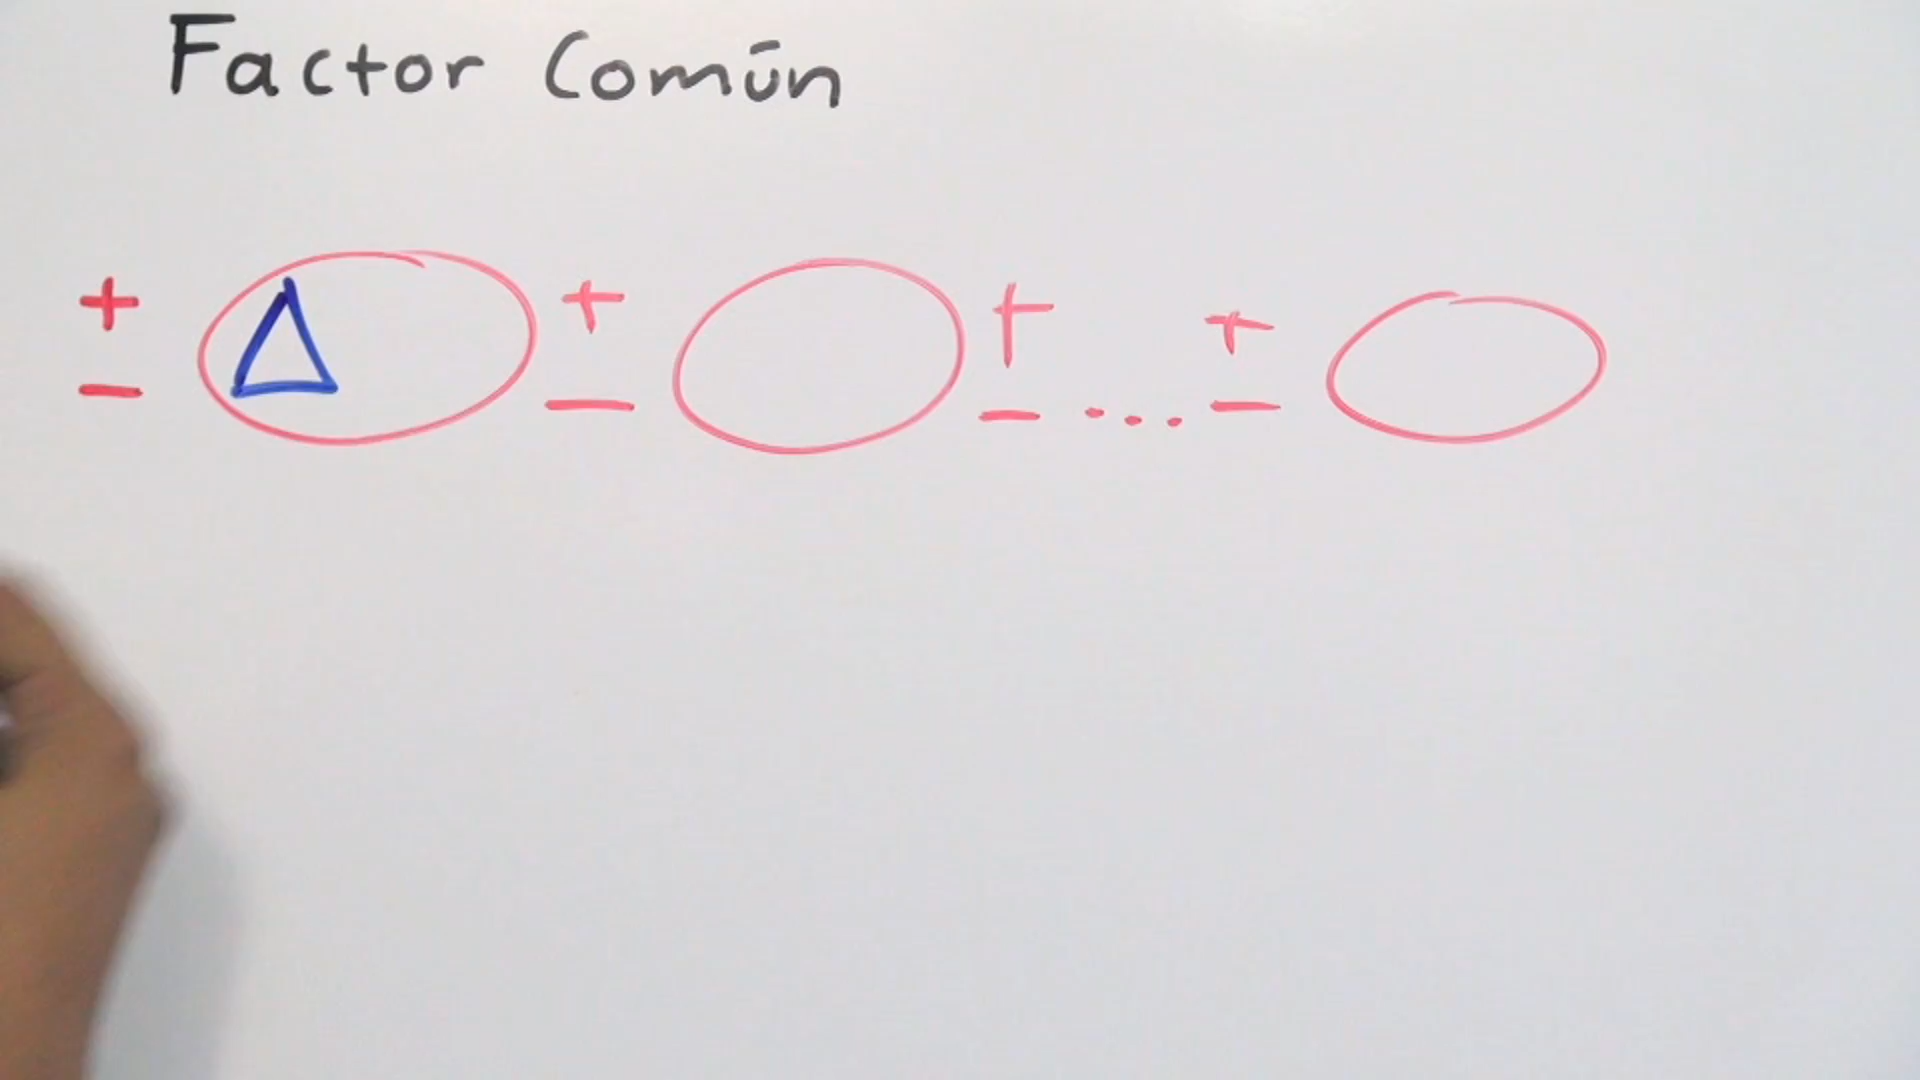 Factor Común
± Δ ± ± ... ±